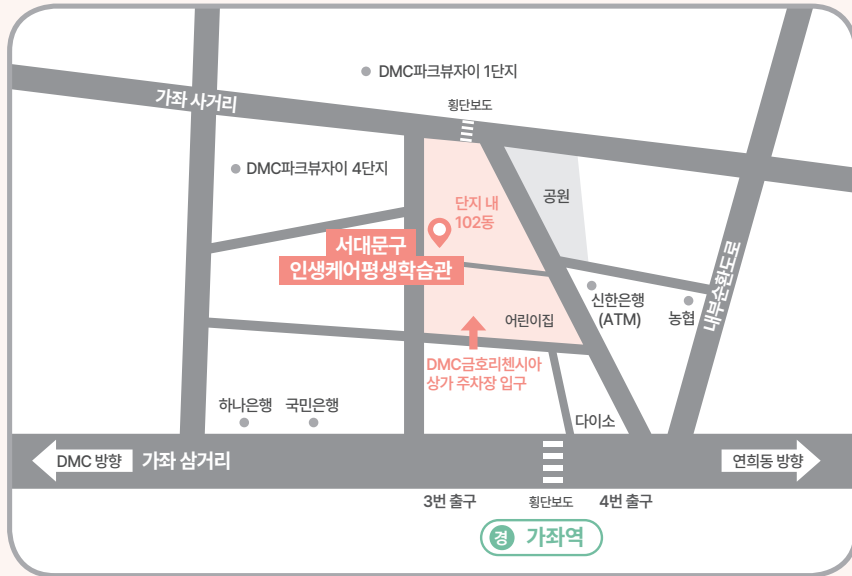 DMC파크뷰자이 1단지
가좌 사거리
횡단보도
DMC파크뷰자이 4단지
단지 내
102동
공원
서대문구
인생케어평생학습관
내부순환도로
신한은행
(ATM)
농협
어린이집
DMC금호리첸시아
상가 주차장 입구
하나은행
국민은행
다이소
DMC 방향
가좌 삼거리
연희동 방향
3번 출구
횡단보도
4번 출구
경 가좌역